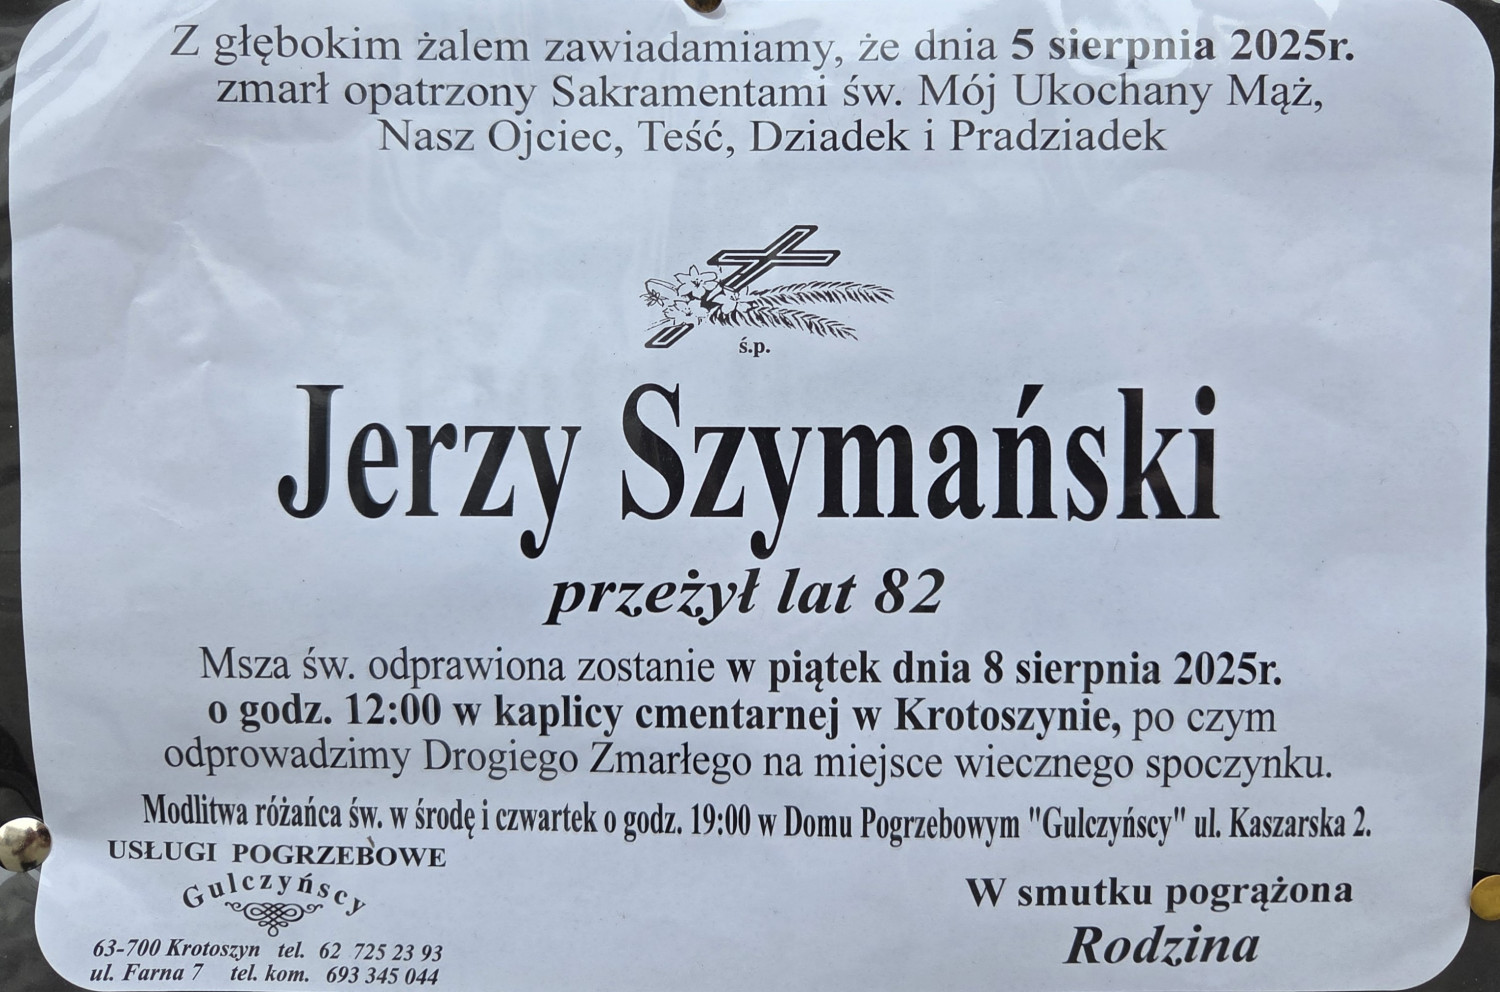 Z głębokim żalem zawiadamiamy, że dnia 5 sierpnia 2025r.
zmarł opatrzony Sakramentami św. Mój Ukochany Mąż,
Nasz Ojciec, Teść, Dziadek i Pradziadek
ś.p.
Jerzy Szymański
przeżył lat 82
Msza św. odprawiona zostanie w piątek dnia 8 sierpnia 2025r.
o godz. 12:00 w kaplicy cmentarnej w Krotoszynie, po czym
odprowadzimy Drogiego Zmarłego na miejsce wiecznego spoczynku.
Modlitwa różańca św. w środę i czwartek o godz. 19:00 w Domu Pogrzebowym "Gulczyńscy" ul. Kaszarska 2.
USŁUGI POGRZEBOWE
Gulczyńscy
63-700 Krotoszyn tel. 62 725 23 93
ul. Farna 7 tel. kom. 693 345 044
W smutku pogrążona
Rodzina